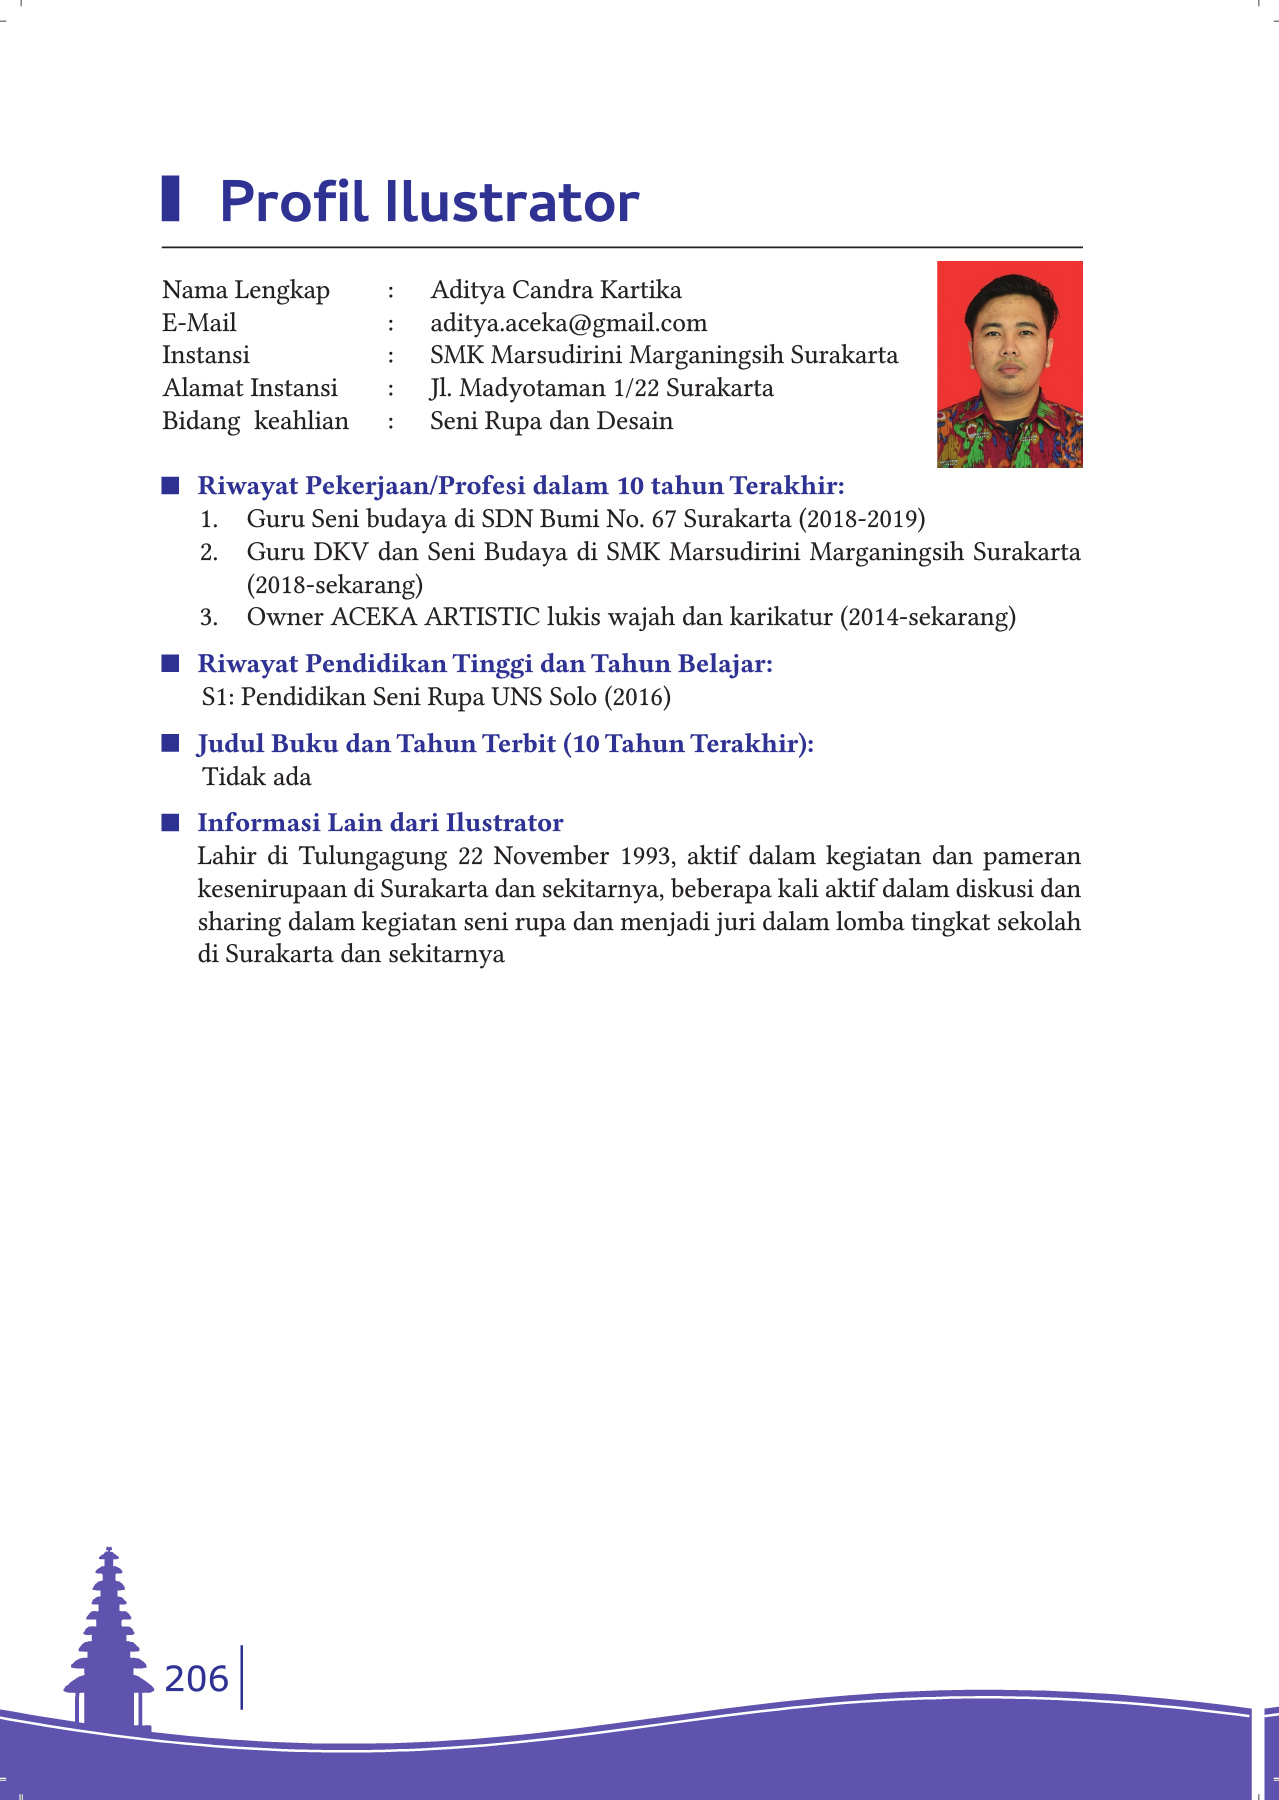 Profil Ilustrator
Nama Lengkap : Aditya Candra Kartika
E-Mail : aditya.aceka@gmail.com
Instansi : SMK Marsudirini Marganingsih Surakarta
Alamat Instansi : Jl. Madyotaman 1/22 Surakarta
Bidang keahlian : Seni Rupa dan Desain
Riwayat Pekerjaan/Profesi dalam 10 tahun Terakhir:
1. Guru Seni budaya di SDN Bumi No. 67 Surakarta (2018-2019)
2. Guru DKV dan Seni Budaya di SMK Marsudirini Marganingsih Surakarta
(2018-sekarang)
3. Owner ACEKA ARTISTIC lukis wajah dan karikatur (2014-sekarang)
Riwayat Pendidikan Tinggi dan Tahun Belajar:
S1: Pendidikan Seni Rupa UNS Solo (2016)
Judul Buku dan Tahun Terbit (10 Tahun Terakhir):
Tidak ada
Informasi Lain dari Ilustrator
Lahir di Tulungagung 22 November 1993, aktif dalam kegiatan dan pameran
kesenirupaan di Surakarta dan sekitarnya, beberapa kali aktif dalam diskusi dan
sharing dalam kegiatan seni rupa dan menjadi juri dalam lomba tingkat sekolah
di Surakarta dan sekitarnya
206